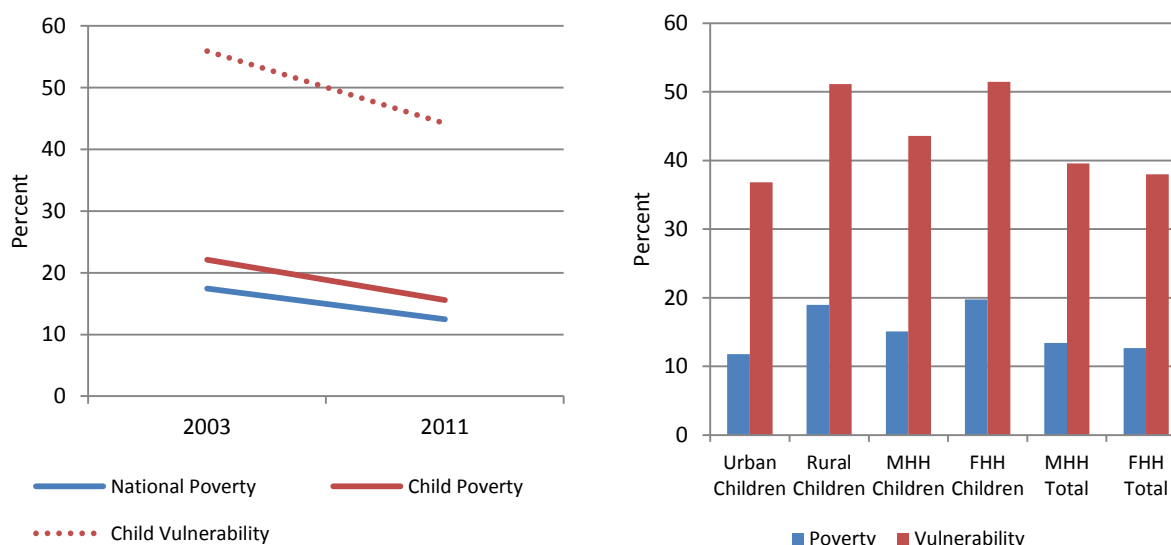 60
50
40
30
20
10
0
Percent
2003 2011
National Poverty Child Poverty
Child Vulnerability
60
50
40
30
20
10
0
Percent
Urban Rural MHH FHH MHH FHH
Children Children Children Children Total Total
Poverty Vulnerability